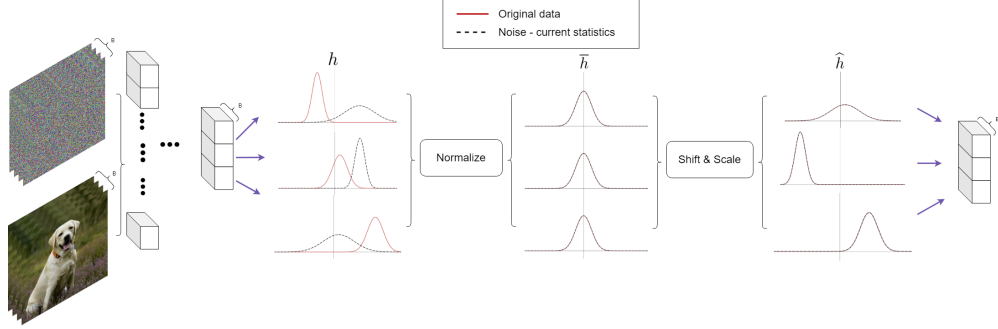 Original data
Noise - current statistics
B
h
h̄
ĥ
B
Normalize
Shift & Scale
B